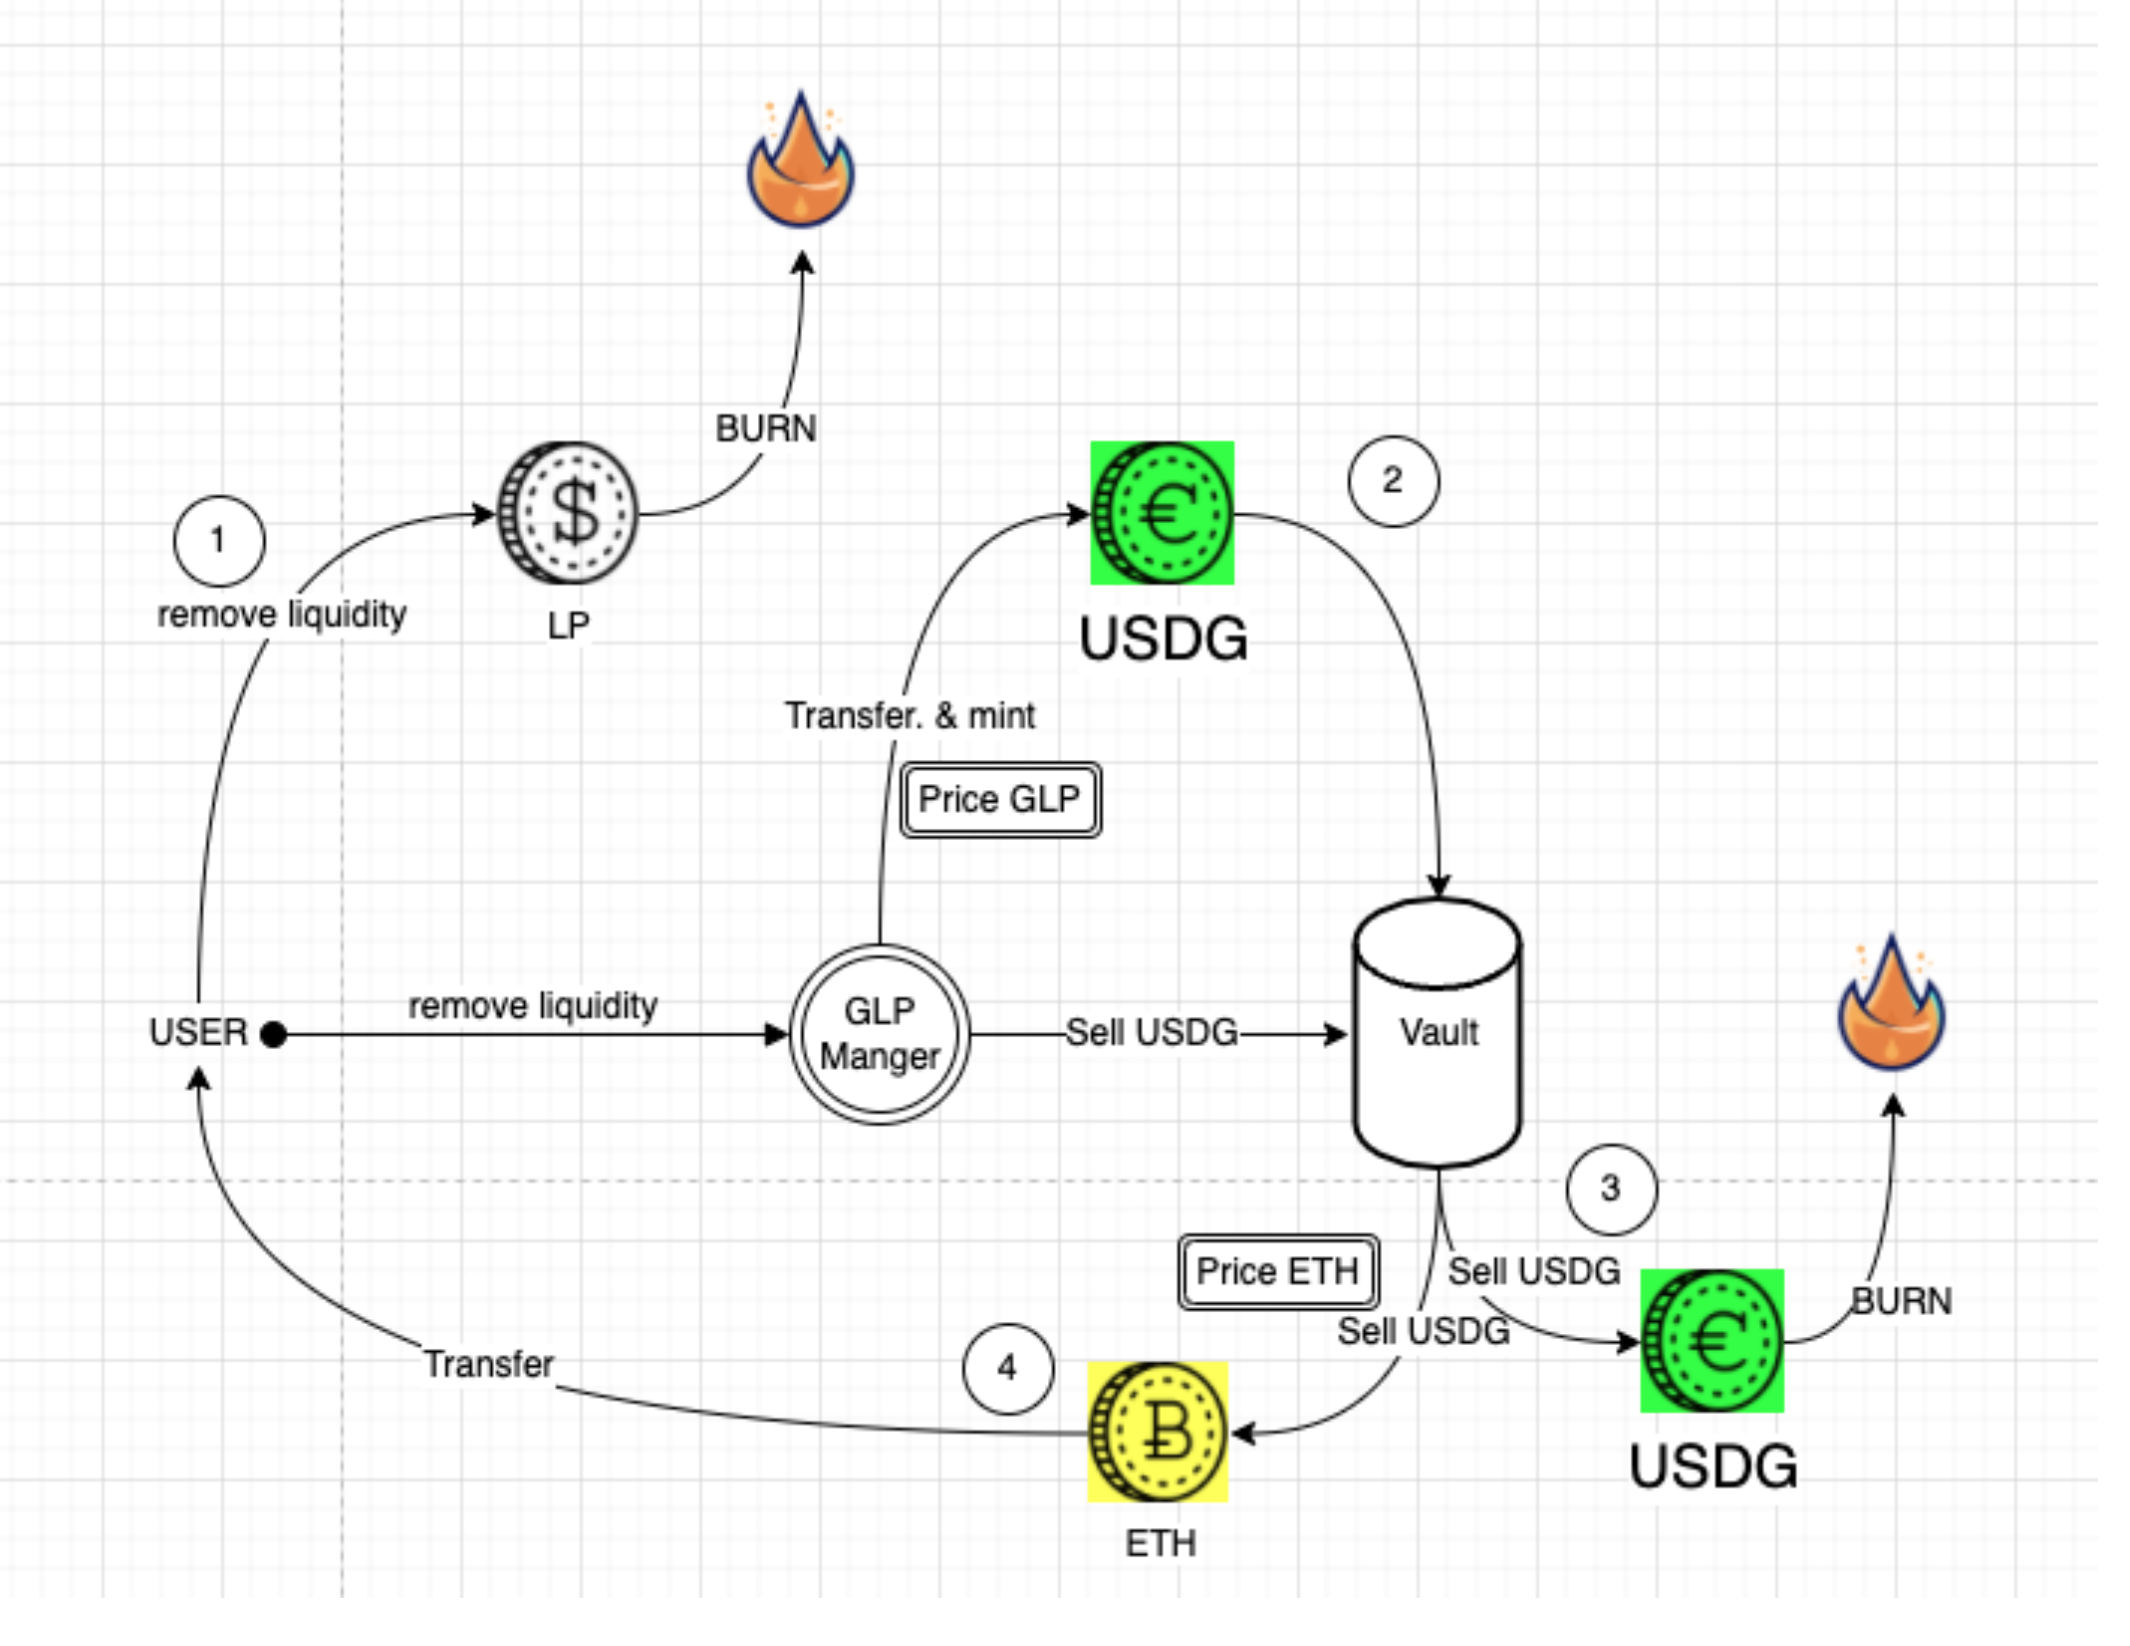 BURN
$
€
2
1
remove liquidity
LP
USDG
Transfer. & mint
Price GLP
remove liquidity
GLP
Manger
USER
Sell USDG
Vault
3
Price ETH
Sell USDG
BURN
Sell USDG
€
4
Transfer
B
USDG
ETH